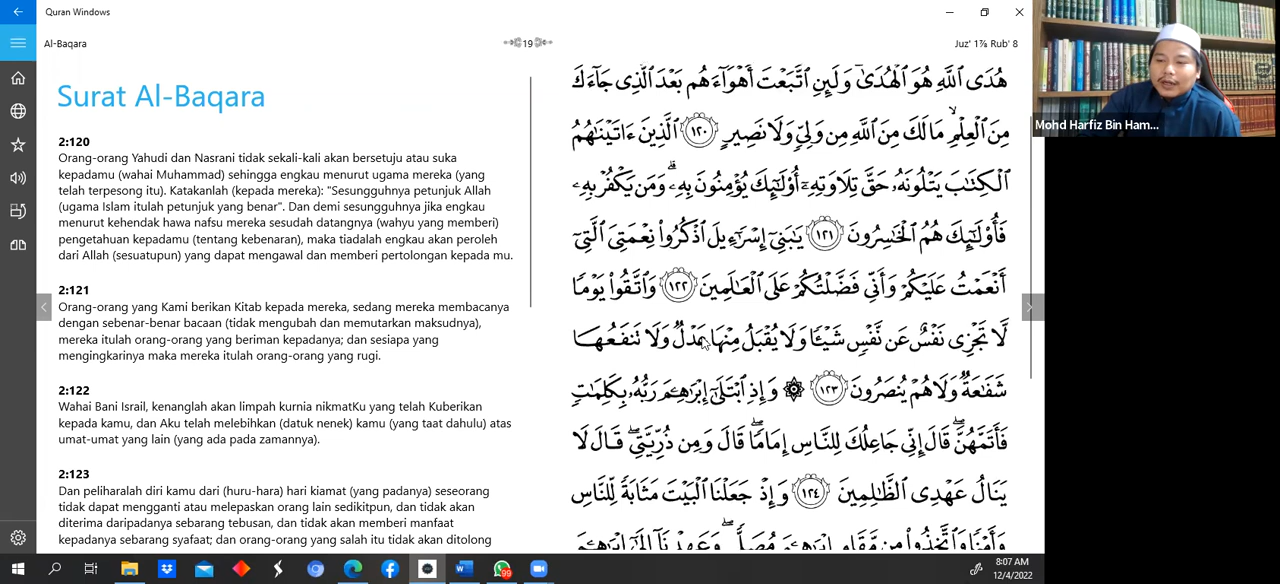 Quran Windows
Al-Baqara
19
Juz' 1⅞ Rub' 8
Surat Al-Baqara
2:120
Orang-orang Yahudi dan Nasrani tidak sekali-kali akan bersetuju atau suka
kepadamu (wahai Muhammad) sehingga engkau menurut ugama mereka (yang
telah terpesong itu). Katakanlah (kepada mereka): "Sesungguhnya petunjuk Allah
(ugama Islam itulah petunjuk yang benar". Dan demi sesungguhnya jika engkau
menurut kehendak hawa nafsu mereka sesudah datangnya (wahyu yang memberi)
pengetahuan kepadamu (tentang kebenaran), maka tiadalah engkau akan peroleh
dari Allah (sesuatupun) yang dapat mengawal dan memberi pertolongan kepada mu.
2:121
Orang-orang yang Kami berikan Kitab kepada mereka, sedang mereka membacanya
dengan sebenar-benar bacaan (tidak mengubah dan memutarkan maksudnya),
mereka itulah orang-orang yang beriman kepadanya; dan sesiapa yang
mengingkarinya maka mereka itulah orang-orang yang rugi.
2:122
Wahai Bani Israil, kenanglah akan limpah kurnia nikmatKu yang telah Kuberikan
kepada kamu, dan Aku telah melebihkan (datuk nenek) kamu (yang taat dahulu) atas
umat-umat yang lain (yang ada pada zamannya).
2:123
Dan peliharalah diri kamu dari (huru-hara) hari kiamat (yang padanya) seseorang
tidak dapat mengganti atau melepaskan orang lain sedikitpun, dan tidak akan
diterima daripadanya sebarang tebusan, dan tidak akan memberi manfaat
kepadanya sebarang syafaat; dan orang-orang yang salah itu tidak akan ditolong
هُدَى ٱللَّهِ هُوَ ٱلْهُدَىٰ ۗ وَلَئِنِ ٱتَّبَعْتَ أَهْوَآءَهُم بَعْدَ ٱلَّذِى جَآءَكَ
مِنَ ٱلْعِلْمِ ۙ مَا لَكَ مِنَ ٱللَّهِ مِن وَلِىٍّ وَلَا نَصِيرٍ ١٢٠ ٱلَّذِينَ ءَاتَيْنَٰهُمُ
ٱلْكِتَٰبَ يَتْلُونَهُۥ حَقَّ تِلَاوَتِهِۦٓ أُو۟لَٰٓئِكَ يُؤْمِنُونَ بِهِۦ ۗ وَمَن يَكْفُرْ بِهِۦ
فَأُو۟لَٰٓئِكَ هُمُ ٱلْخَٰسِرُونَ ١٢١ يَٰبَنِىٓ إِسْرَٰٓءِيلَ ٱذْكُرُوا۟ نِعْمَتِىَ ٱلَّتِىٓ
أَنْعَمْتُ عَلَيْكُمْ وَأَنِّى فَضَّلْتُكُمْ عَلَى ٱلْعَٰلَمِينَ ١٢٢ وَٱتَّقُوا۟ يَوْمًا
لَّا تَجْزِى نَفْسٌ عَن نَّفْسٍ شَيْـًٔا وَلَا يُقْبَلُ مِنْهَا عَدْلٌ وَلَا تَنفَعُهَا
شَفَٰعَةٌ وَلَا هُمْ يُنصَرُونَ ١٢٣ ۞ وَإِذِ ٱبْتَلَىٰٓ إِبْرَٰهِـۧمَ رَبُّهُۥ بِكَلِمَٰتٍ
فَأَتَمَّهُنَّ ۖ قَالَ إِنِّى جَاعِلُكَ لِلنَّاسِ إِمَامًا ۖ قَالَ وَمِن ذُرِّيَّتِى ۖ قَالَ لَا
يَنَالُ عَهْدِى ٱلظَّٰلِمِينَ ١٢٤ وَإِذْ جَعَلْنَا ٱلْبَيْتَ مَثَابَةً لِّلنَّاسِ
وَأَمْنًا وَٱتَّخِذُوا۟ مِن مَّقَامِ إِبْرَٰهِـۧمَ مُصَلًّى ۖ وَعَهِدْنَآ إِلَىٰٓ إِبْرَٰهِـۧمَ
Mohd Harfiz Bin Ham...
99
8:07 AM
12/4/2022